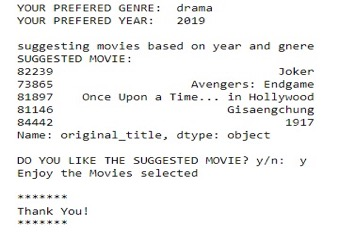 YOUR PREFERED GENRE:  drama
YOUR PREFERED YEAR:   2019
suggesting movies based on year and gnere
SUGGESTED MOVIE:
82239                           Joker
73865               Avengers: Endgame
81897    Once Upon a Time... in Hollywood
81146                    Gisaengchung
84442                            1917
Name: original_title, dtype: object
DO YOU LIKE THE SUGGESTED MOVIE? y/n:  y
Enjoy the Movies selected
*******
Thank You!
*******